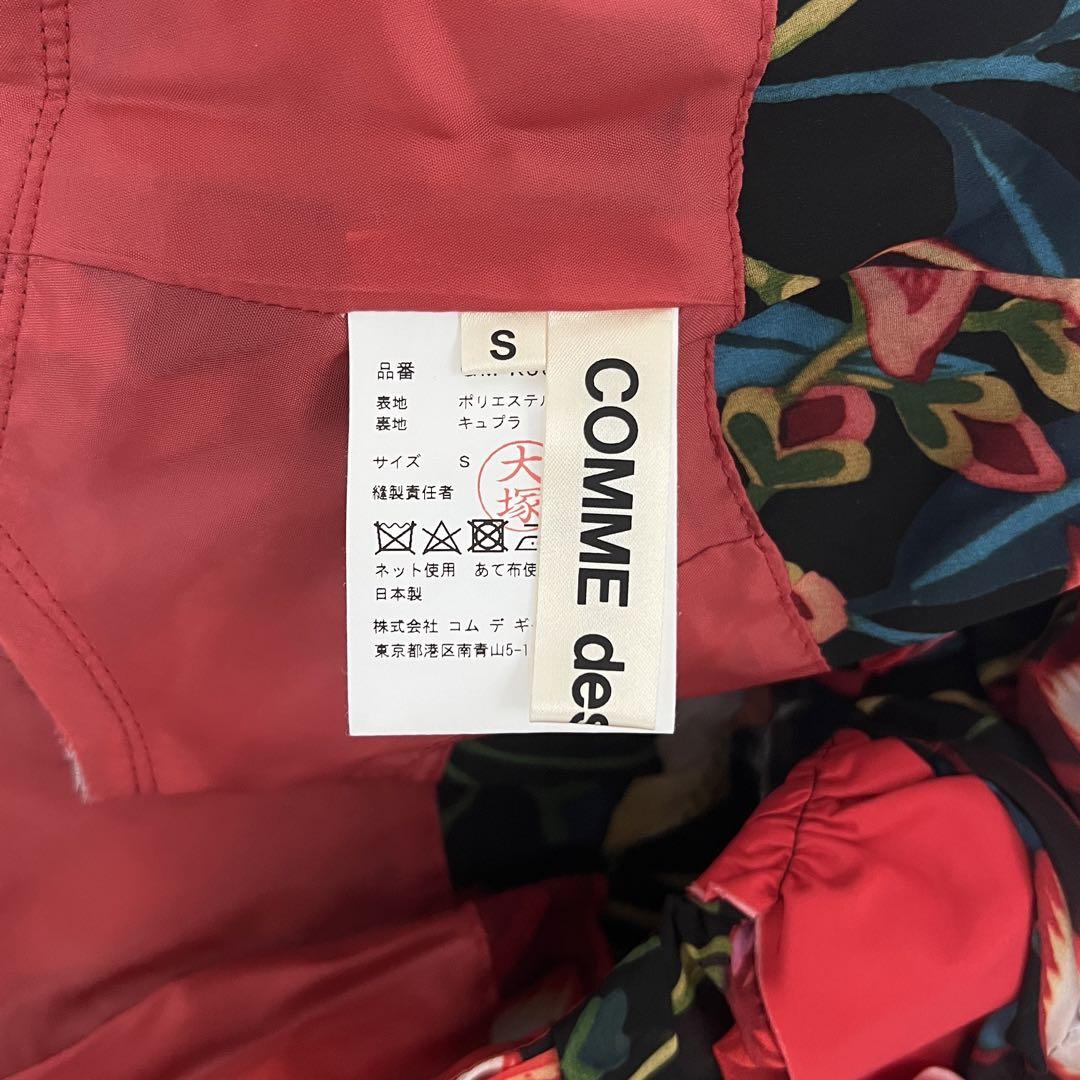 S
COMME des
品番
表地 ポリエステル
裏地 キュプラ
サイズ S
大塚
縫製責任者
ネット使用 あて布使
日本製
株式会社 コム デ ギ
東京都港区南青山5-1